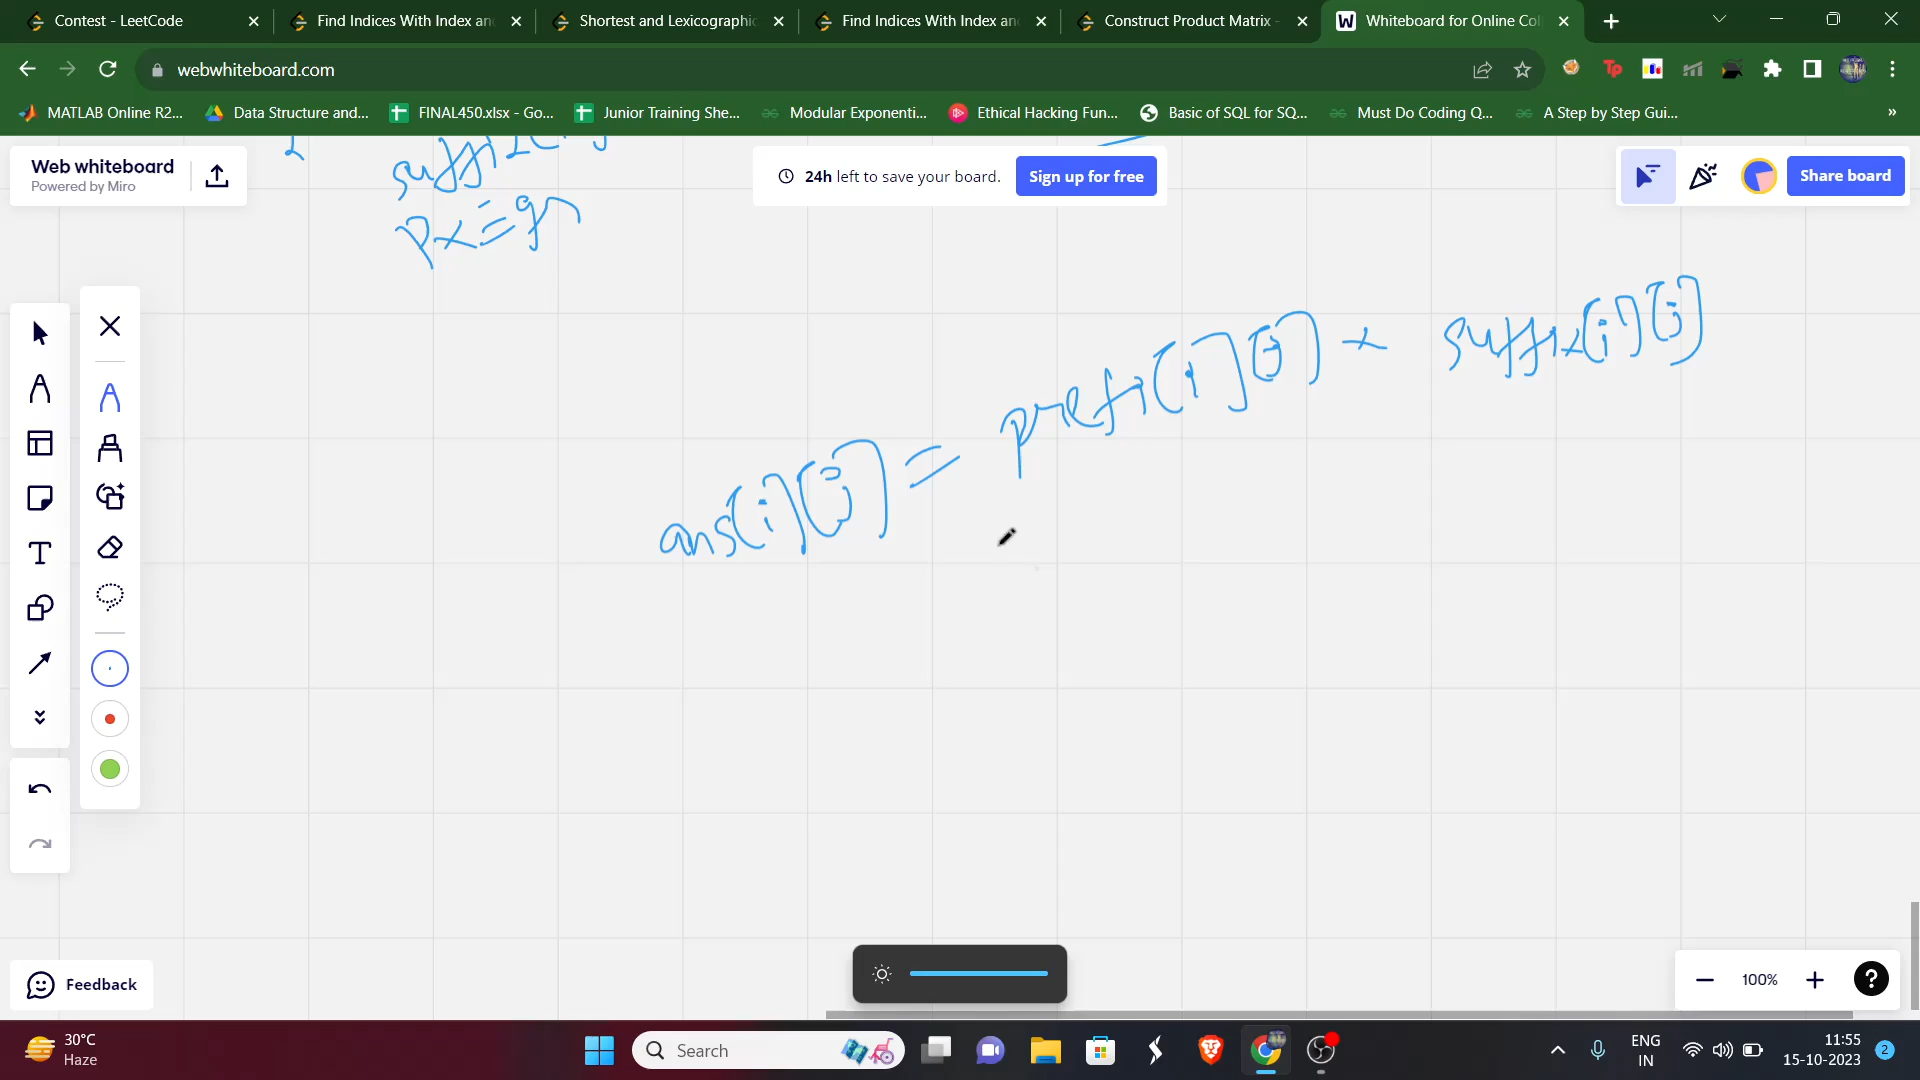 Contest - LeetCode
Find Indices With Index an
Shortest and Lexicographic
Find Indices With Index an
Construct Product Matrix -
Whiteboard for Online Col
webwhiteboard.com
MATLAB Online R2...
Data Structure and...
FINAL450.xlsx - Go...
Junior Training She...
Modular Exponenti...
Ethical Hacking Fun...
Basic of SQL for SQ...
Must Do Coding Q...
A Step by Step Gui...
»
Web whiteboard
Powered by Miro
24h left to save your board.
Sign up for free
Share board
ans[i][j] = prefi[i][j] × suffix[i][j]
Feedback
100%
30°C
Haze
Search
ENG
IN
11:55
15-10-2023
2